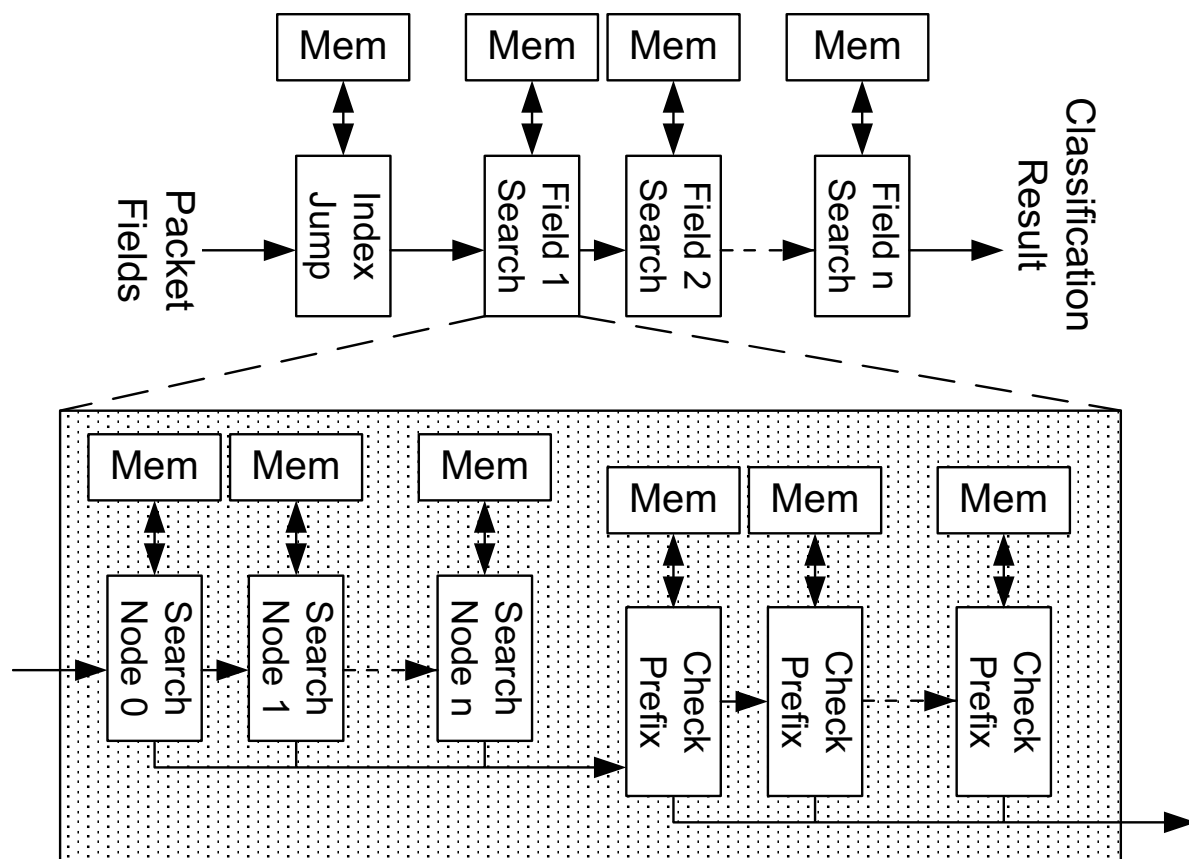 Mem
Mem
Mem
Mem
Packet
Fields
Index
Jump
Field 1
Search
Field 2
Search
Field n
Search
Classification
Result
Mem
Mem
Mem
Mem
Mem
Mem
Search
Node 0
Search
Node 1
Search
Node n
Check
Prefix
Check
Prefix
Check
Prefix